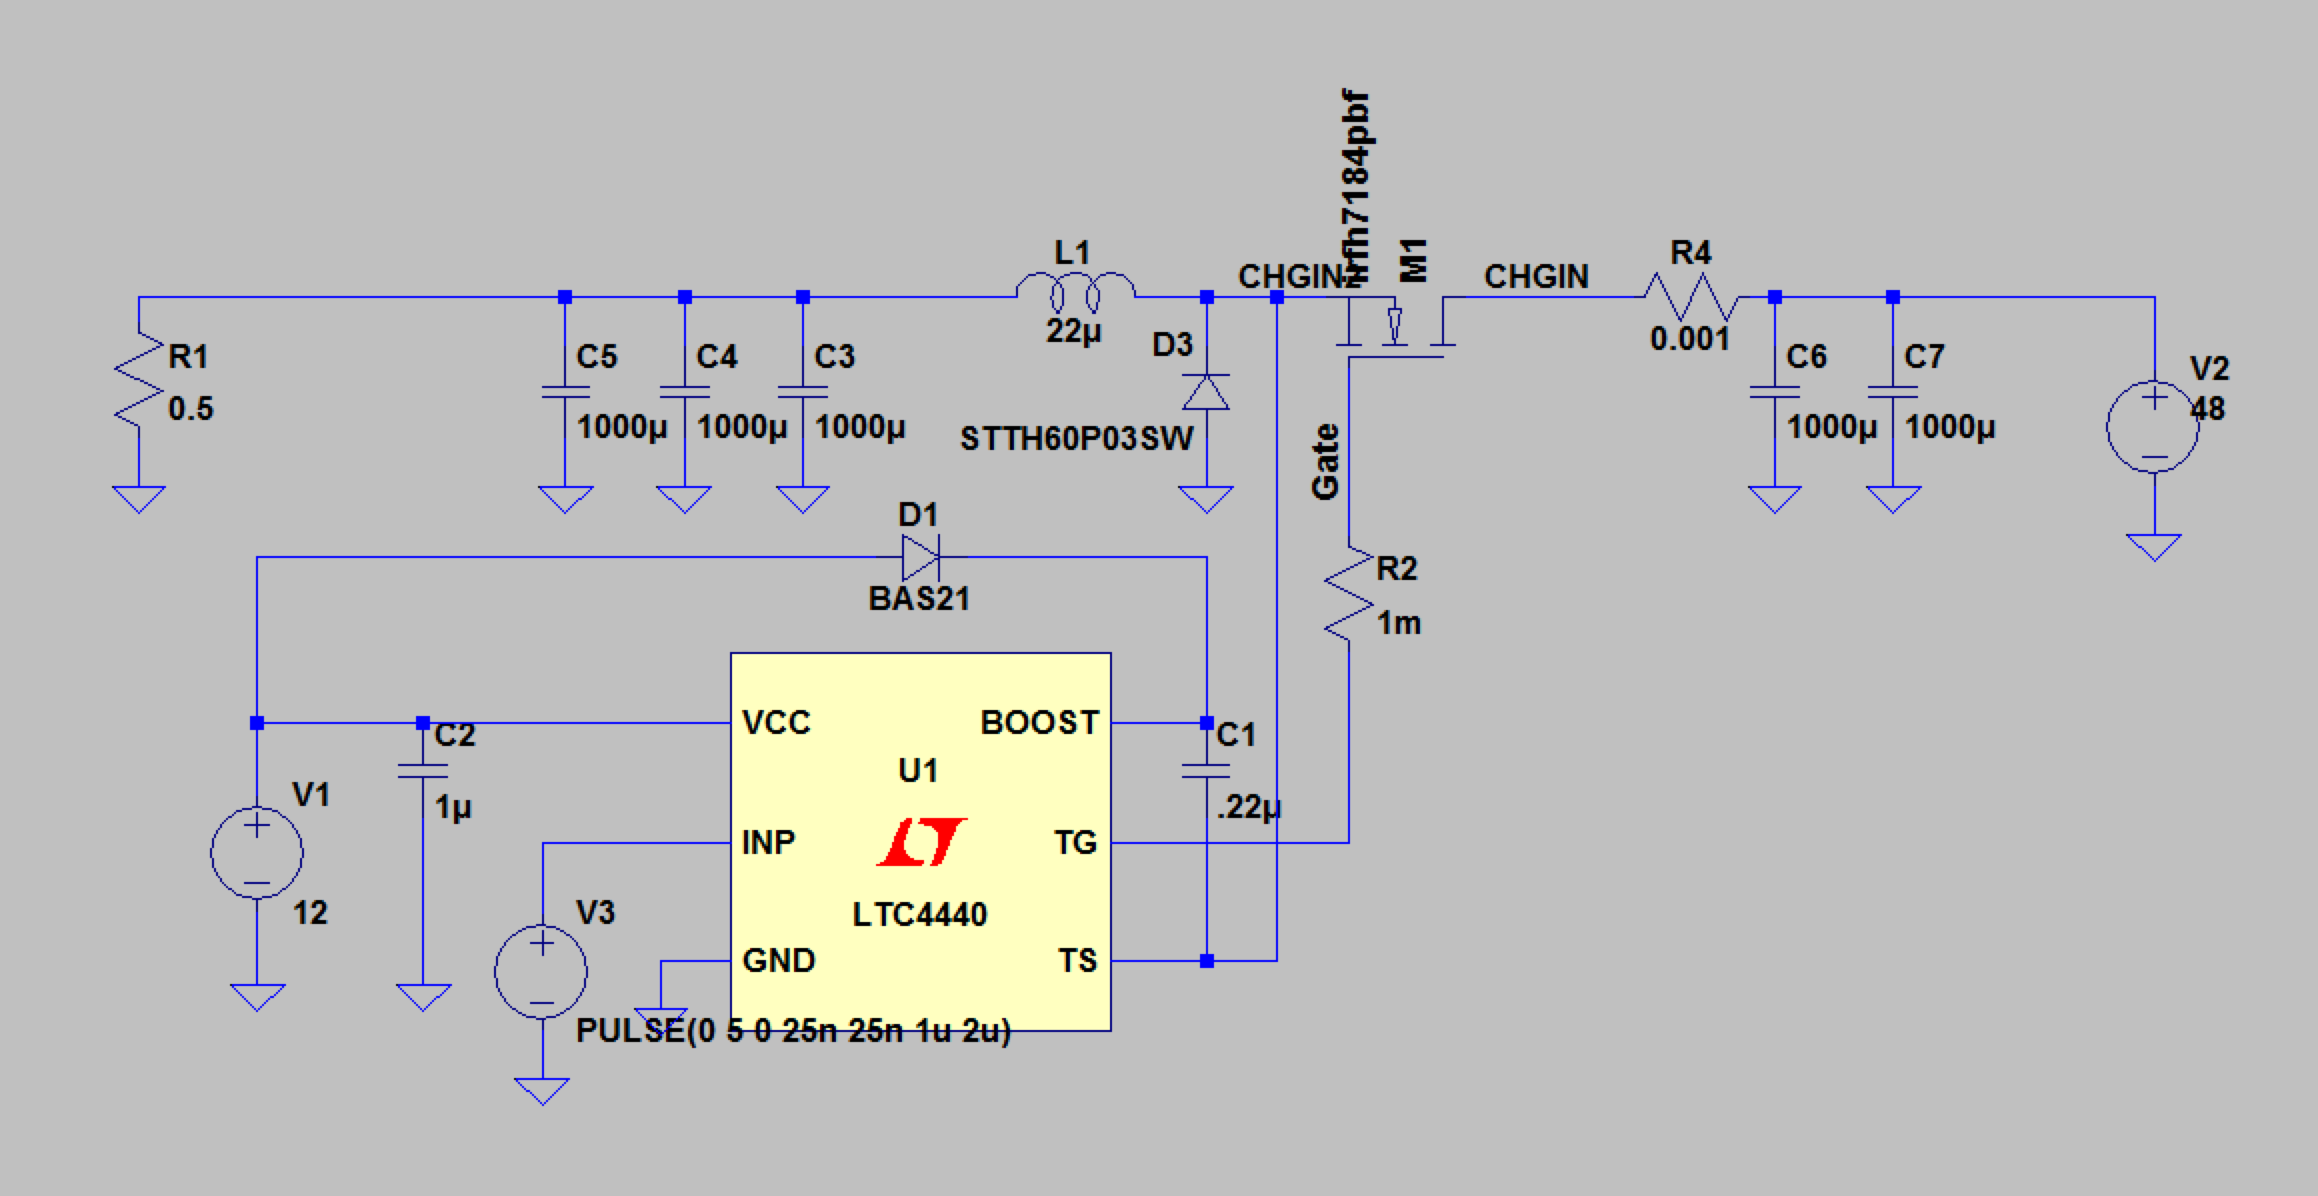 irfh7184pbf
M1
L1
22µ
CHGIN
CHGIN
R4
0.001
R1
0.5
C5
1000µ
C4
1000µ
C3
1000µ
D3
STTH60P03SW
C6
1000µ
C7
1000µ
V2
48
Gate
D1
BAS21
R2
1m
VCC
BOOST
C2
1µ
C1
.22µ
U1
V1
12
INP
TG
V3
LTC4440
GND
TS
PULSE(0 5 0 25n 25n 1u 2u)